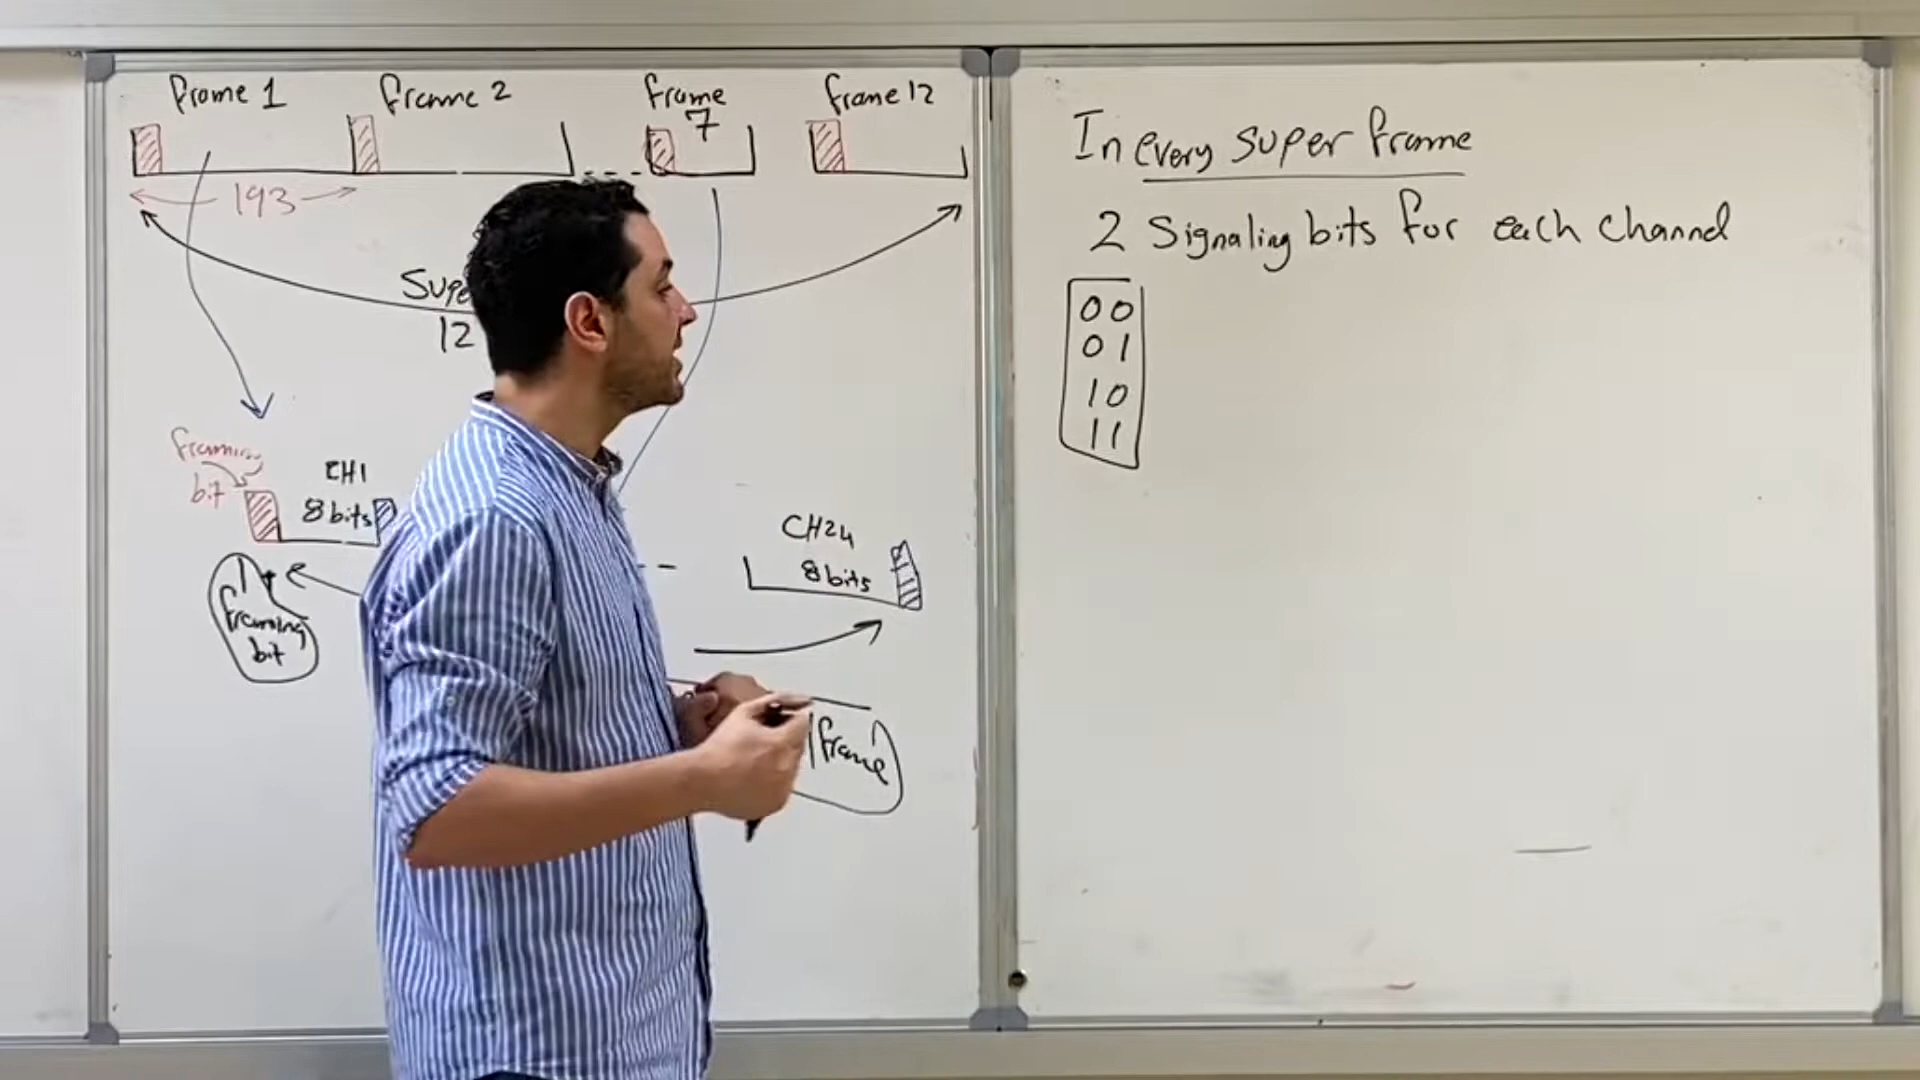 frame 1 frame 2 frame 7 frame 12
193
Supe
12
framing
bit
CH1
8 bits
CH24
8 bits
framing
bit
1 frame
In every super frame
2 Signaling bits for each channel
00
01
10
11